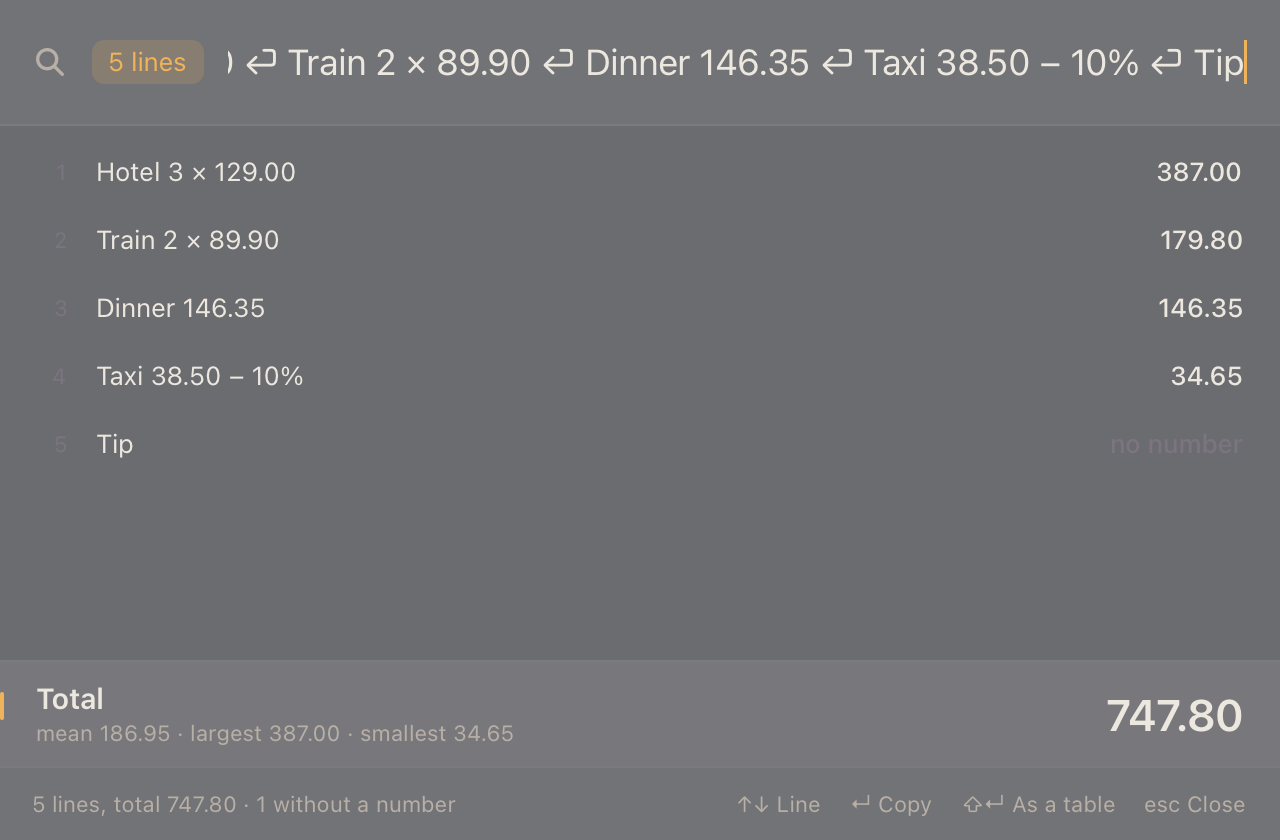 5 lines ) ⏎ Train 2 × 89.90 ⏎ Dinner 146.35 ⏎ Taxi 38.50 – 10% ⏎ Tip
1 Hotel 3 × 129.00 387.00
2 Train 2 × 89.90 179.80
3 Dinner 146.35 146.35
4 Taxi 38.50 – 10% 34.65
5 Tip no number
Total 747.80
mean 186.95 · largest 387.00 · smallest 34.65
5 lines, total 747.80 · 1 without a number ↑↓ Line ↵ Copy ⇧↵ As a table esc Close